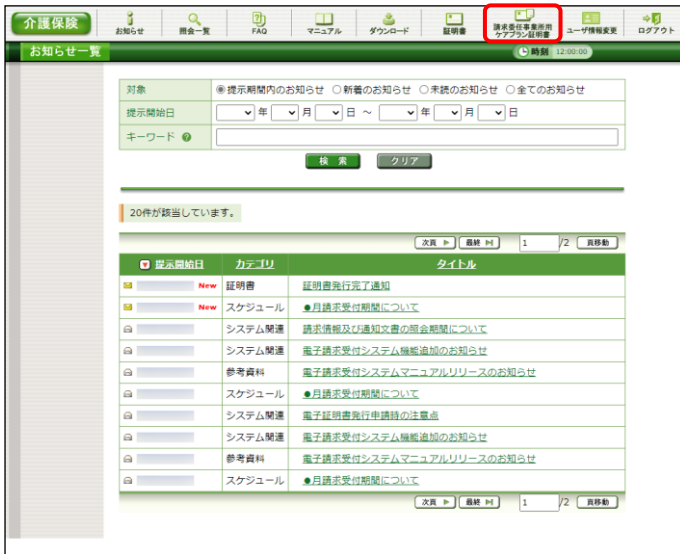 介護保険
お知らせ 照会一覧 FAQ マニュアル ダウンロード 証明書 請求委任事業所用 ケアプラン証明書 ユーザ情報変更 ログアウト
お知らせ一覧 時刻 12:00:00
対象 提示期間内のお知らせ 新着のお知らせ 未読のお知らせ 全てのお知らせ
提示開始日 年 月 日 ～ 年 月 日
キーワード ?
検 索 クリア
20件が該当しています。
次頁 最終 1 /2 頁移動
提示開始日 カテゴリ タイトル
New 証明書 証明書発行完了通知
New スケジュール ●月請求受付期間について
システム関連 請求情報及び通知文書の照会期間について
システム関連 電子請求受付システム機能追加のお知らせ
参考資料 電子請求受付システムマニュアルリリースのお知らせ
スケジュール ●月請求受付期間について
システム関連 電子証明書発行申請時の注意点
システム関連 電子請求受付システム機能追加のお知らせ
参考資料 電子請求受付システムマニュアルリリースのお知らせ
スケジュール ●月請求受付期間について
次頁 最終 1 /2 頁移動